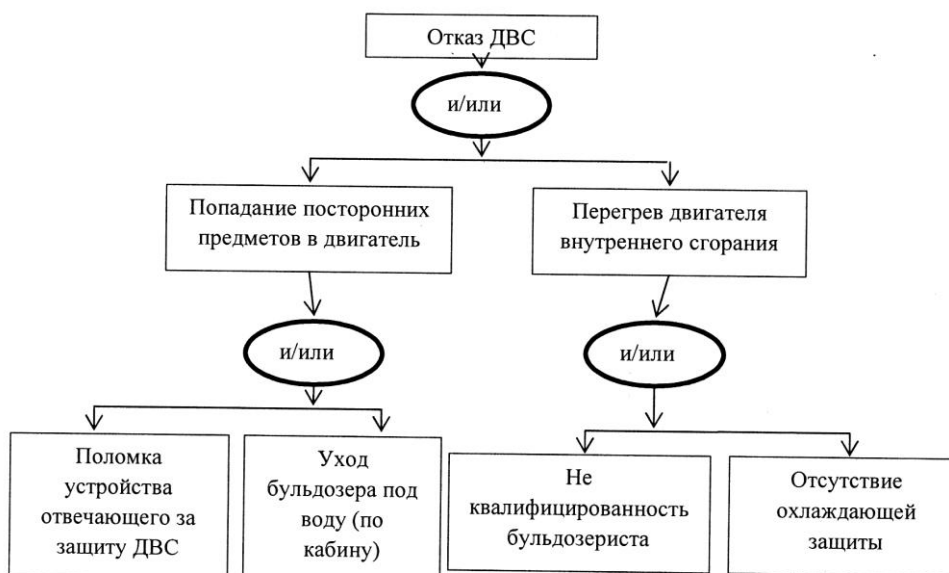 Отказ ДВС
и/или
Попадание посторонних
предметов в двигатель
Перегрев двигателя
внутреннего сгорания
и/или
и/или
Поломка
устройства
отвечающего за
защиту ДВС
Уход
бульдозера под
воду (по
кабину)
Не
квалифицированность
бульдозериста
Отсутствие
охлаждающей
защиты